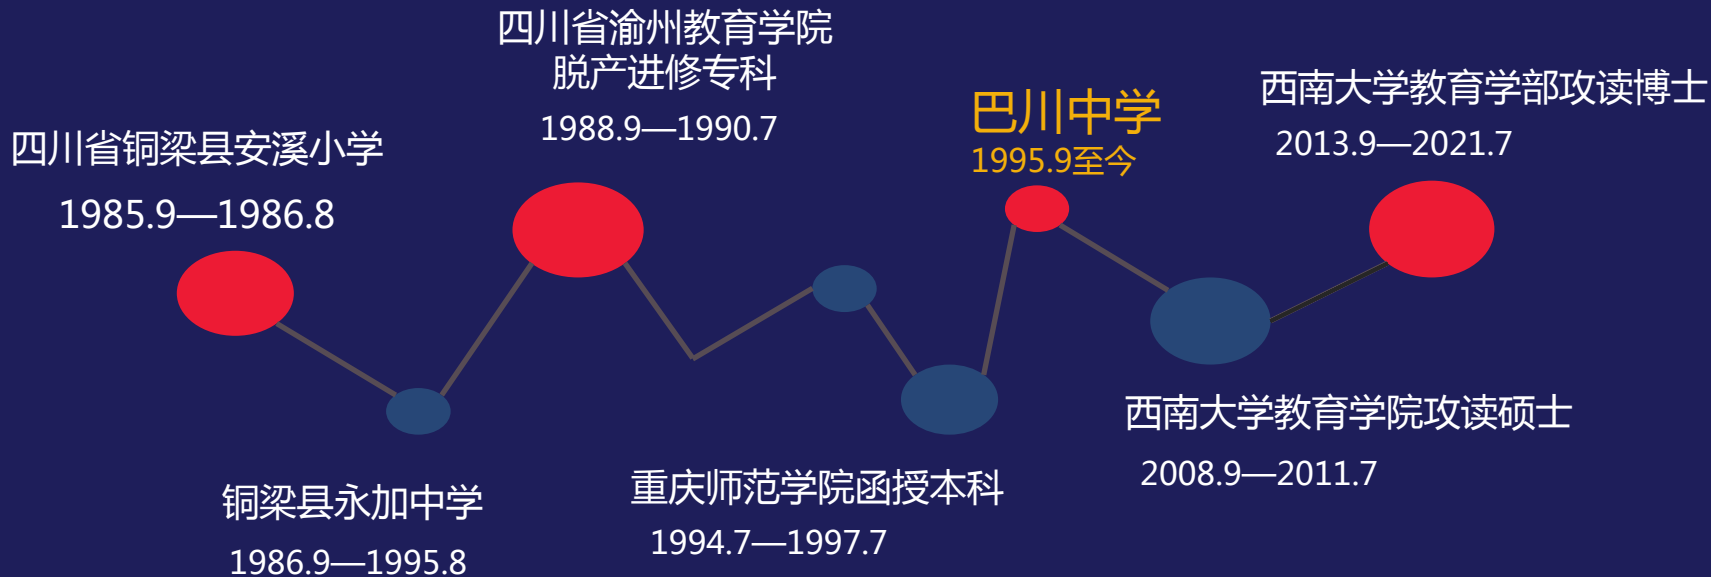 四川省铜梁县安溪小学
1985.9—1986.8
铜梁县永加中学
1986.9—1995.8
四川省渝州教育学院
脱产进修专科
1988.9—1990.7
重庆师范学院函授本科
1994.7—1997.7
巴川中学
1995.9至今
西南大学教育学院攻读硕士
2008.9—2011.7
西南大学教育学部攻读博士
2013.9—2021.7